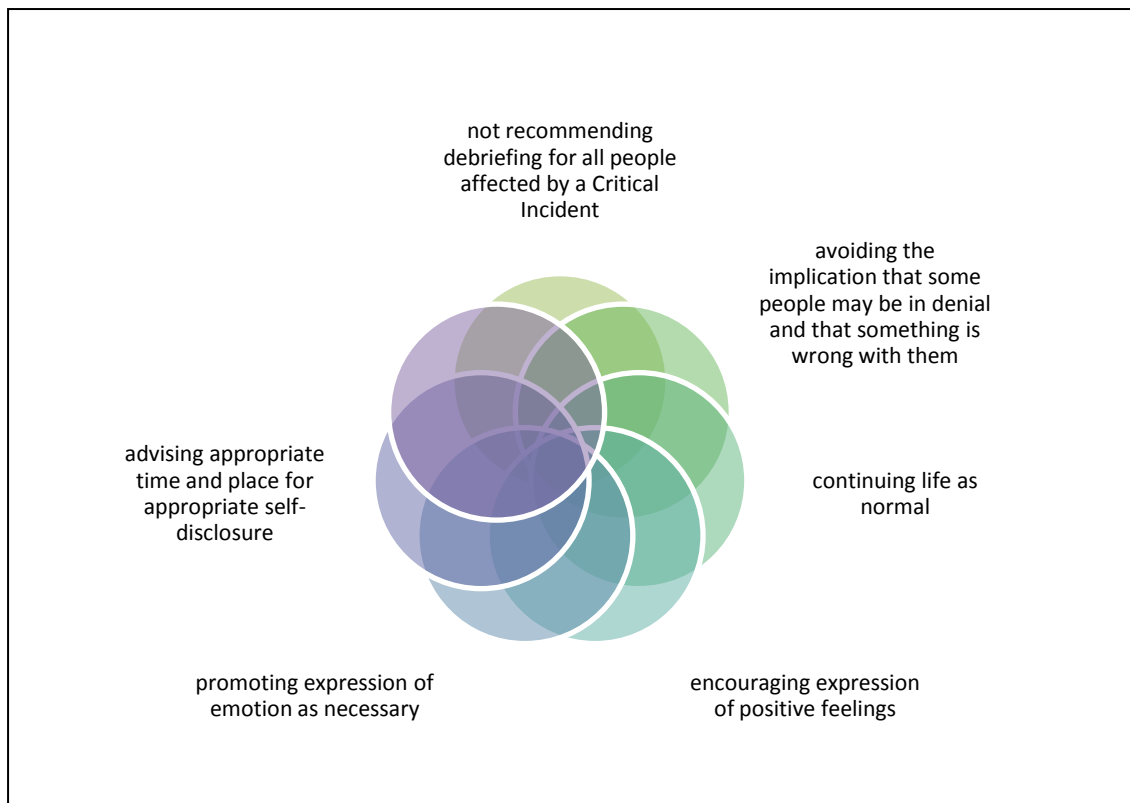 not recommending
debriefing for all people
affected by a Critical
Incident
avoiding the
implication that some
people may be in denial
and that something is
wrong with them
continuing life as
normal
encouraging expression
of positive feelings
promoting expression of
emotion as necessary
advising appropriate
time and place for
appropriate self-
disclosure